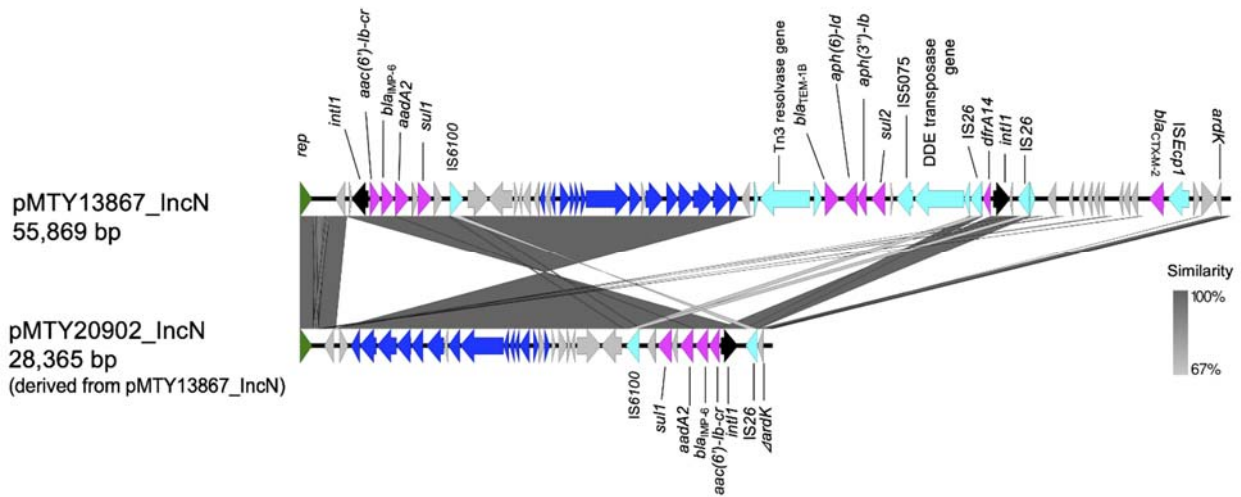 rep
intI1
aac(6')-Ib-cr
blaIMP-6
aadA2
sul1
IS6100
Tn3 resolvase gene
blaTEM-1B
aph(6)-Id
aph(3")-Ib
sul2
IS5075
DDE transposase
gene
IS26
dfrA14
intI1
IS26
blaCTX-M-2
ISEcp1
ardK
pMTY13867_IncN
55,869 bp
Similarity
100%
67%
pMTY20902_IncN
28,365 bp
(derived from pMTY13867_IncN)
IS6100
sul1
aadA2
blaIMP-6
aac(6')-Ib-cr
intI1
IS26
ΔardK